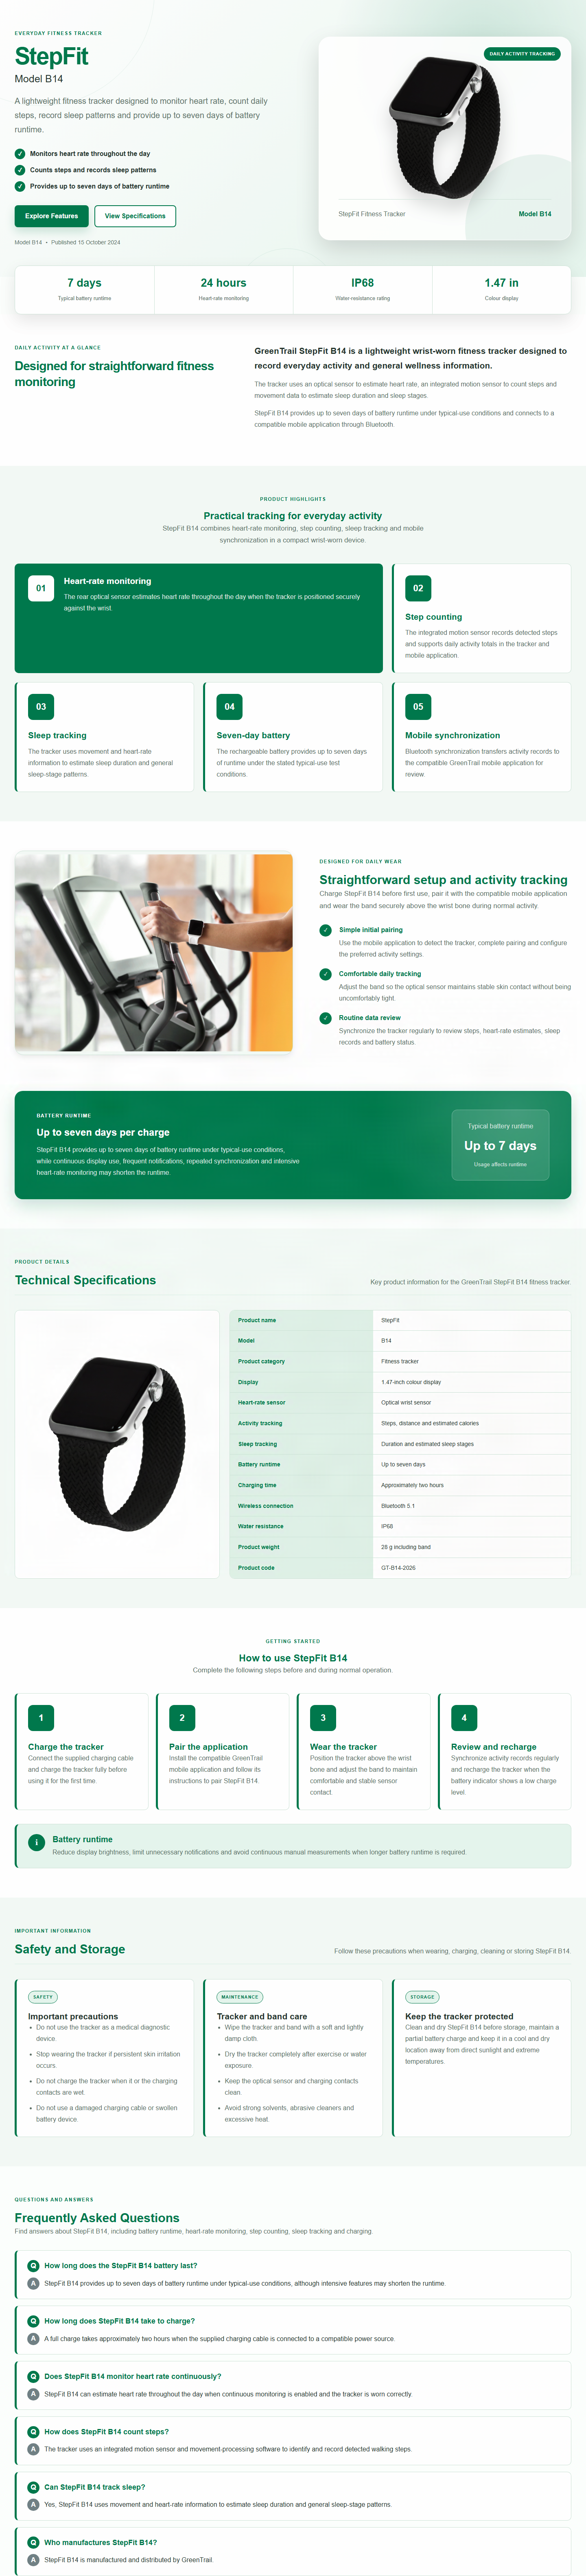 EVERYDAY FITNESS TRACKER
StepFit
Model B14
A lightweight fitness tracker designed to monitor heart rate, count daily
steps, record sleep patterns and provide up to seven days of battery
runtime.
✓ Monitors heart rate throughout the day
✓ Counts steps and records sleep patterns
✓ Provides up to seven days of battery runtime
Explore Features
View Specifications
Model B14 • Published 15 October 2024
DAILY ACTIVITY TRACKING
StepFit Fitness Tracker
Model B14
7 days
Typical battery runtime
24 hours
Heart-rate monitoring
IP68
Water-resistance rating
1.47 in
Colour display
DAILY ACTIVITY AT A GLANCE
Designed for straightforward fitness
monitoring
GreenTrail StepFit B14 is a lightweight wrist-worn fitness tracker designed to
record everyday activity and general wellness information.
The tracker uses an optical sensor to estimate heart rate, an integrated motion sensor to count steps and
movement data to estimate sleep duration and sleep stages.
StepFit B14 provides up to seven days of battery runtime under typical-use conditions and connects to a
compatible mobile application through Bluetooth.
PRODUCT HIGHLIGHTS
Practical tracking for everyday activity
StepFit B14 combines heart-rate monitoring, step counting, sleep tracking and mobile
synchronization in a compact wrist-worn device.
01
Heart-rate monitoring
The rear optical sensor estimates heart rate throughout the day when the tracker is positioned securely
against the wrist.
02
Step counting
The integrated motion sensor records detected steps
and supports daily activity totals in the tracker and
mobile application.
03
Sleep tracking
The tracker uses movement and heart-rate
information to estimate sleep duration and general
sleep-stage patterns.
04
Seven-day battery
The rechargeable battery provides up to seven days
of runtime under the stated typical-use test
conditions.
05
Mobile synchronization
Bluetooth synchronization transfers activity records to
the compatible GreenTrail mobile application for
review.
DESIGNED FOR DAILY WEAR
Straightforward setup and activity tracking
Charge StepFit B14 before first use, pair it with the compatible mobile application
and wear the band securely above the wrist bone during normal activity.
✓ Simple initial pairing
Use the mobile application to detect the tracker, complete pairing and configure
the preferred activity settings.
✓ Comfortable daily tracking
Adjust the band so the optical sensor maintains stable skin contact without being
uncomfortably tight.
✓ Routine data review
Synchronize the tracker regularly to review steps, heart-rate estimates, sleep
records and battery status.
BATTERY RUNTIME
Up to seven days per charge
StepFit B14 provides up to seven days of battery runtime under typical-use conditions,
while continuous display use, frequent notifications, repeated synchronization and intensive
heart-rate monitoring may shorten the runtime.
Typical battery runtime
Up to 7 days
Usage affects runtime
PRODUCT DETAILS
Technical Specifications
Key product information for the GreenTrail StepFit B14 fitness tracker.
Product name StepFit
Model B14
Product category Fitness tracker
Display 1.47-inch colour display
Heart-rate sensor Optical wrist sensor
Activity tracking Steps, distance and estimated calories
Sleep tracking Duration and estimated sleep stages
Battery runtime Up to seven days
Charging time Approximately two hours
Wireless connection Bluetooth 5.1
Water resistance IP68
Product weight 28 g including band
Product code GT-B14-2026
GETTING STARTED
How to use StepFit B14
Complete the following steps before and during normal operation.
1
Charge the tracker
Connect the supplied charging cable
and charge the tracker fully before
using it for the first time.
2
Pair the application
Install the compatible GreenTrail
mobile application and follow its
instructions to pair StepFit B14.
3
Wear the tracker
Position the tracker above the wrist
bone and adjust the band to maintain
comfortable and stable sensor
contact.
4
Review and recharge
Synchronize activity records regularly
and recharge the tracker when the
battery indicator shows a low charge
level.
i
Battery runtime
Reduce display brightness, limit unnecessary notifications and avoid continuous manual measurements when longer battery runtime is required.
IMPORTANT INFORMATION
Safety and Storage
Follow these precautions when wearing, charging, cleaning or storing StepFit B14.
SAFETY
Important precautions
• Do not use the tracker as a medical diagnostic
device.
• Stop wearing the tracker if persistent skin irritation
occurs.
• Do not charge the tracker when it or the charging
contacts are wet.
• Do not use a damaged charging cable or swollen
battery device.
MAINTENANCE
Tracker and band care
• Wipe the tracker and band with a soft and lightly
damp cloth.
• Dry the tracker completely after exercise or water
exposure.
• Keep the optical sensor and charging contacts
clean.
• Avoid strong solvents, abrasive cleaners and
excessive heat.
STORAGE
Keep the tracker protected
Clean and dry StepFit B14 before storage, maintain a
partial battery charge and keep it in a cool and dry
location away from direct sunlight and extreme
temperatures.
QUESTIONS AND ANSWERS
Frequently Asked Questions
Find answers about StepFit B14, including battery runtime, heart-rate monitoring, step counting, sleep tracking and charging.
Q How long does the StepFit B14 battery last?
A StepFit B14 provides up to seven days of battery runtime under typical-use conditions, although intensive features may shorten the runtime.
Q How long does StepFit B14 take to charge?
A A full charge takes approximately two hours when the supplied charging cable is connected to a compatible power source.
Q Does StepFit B14 monitor heart rate continuously?
A StepFit B14 can estimate heart rate throughout the day when continuous monitoring is enabled and the tracker is worn correctly.
Q How does StepFit B14 count steps?
A The tracker uses an integrated motion sensor and movement-processing software to identify and record detected walking steps.
Q Can StepFit B14 track sleep?
A Yes, StepFit B14 uses movement and heart-rate information to estimate sleep duration and general sleep-stage patterns.
Q Who manufactures StepFit B14?
A StepFit B14 is manufactured and distributed by GreenTrail.